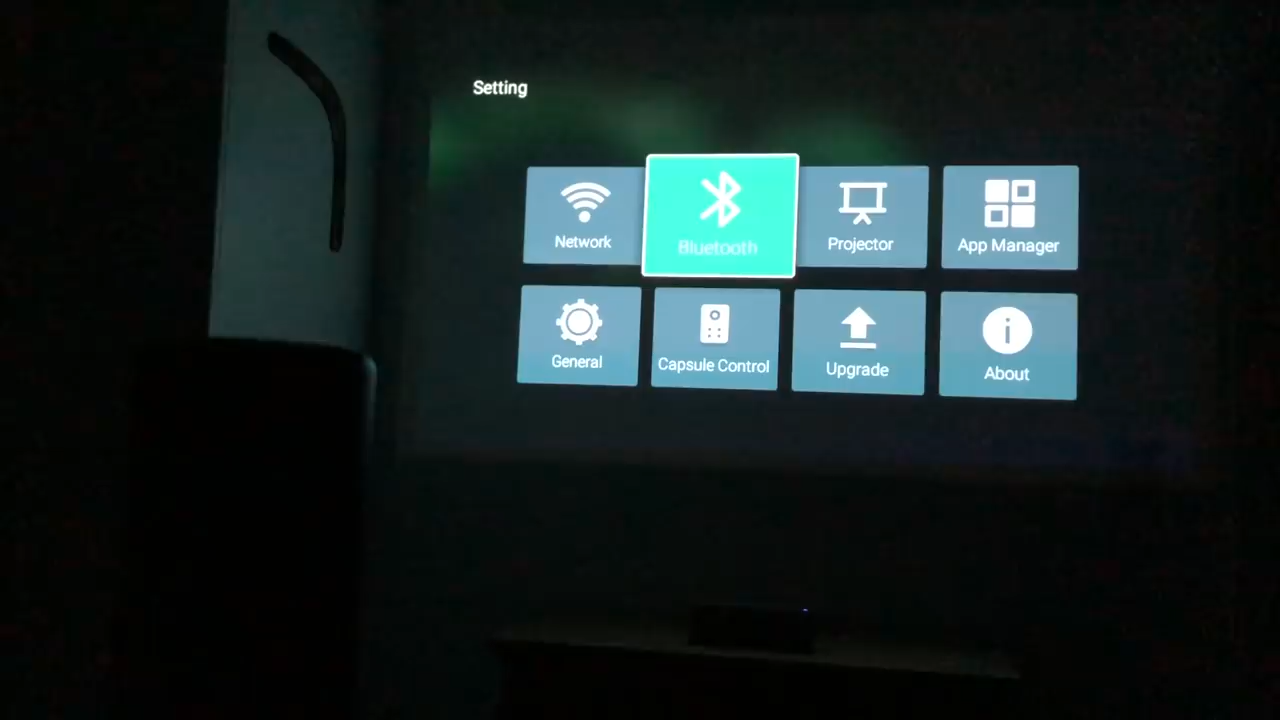 Setting
Network
Bluetooth
Projector
App Manager
General
Capsule Control
Upgrade
About